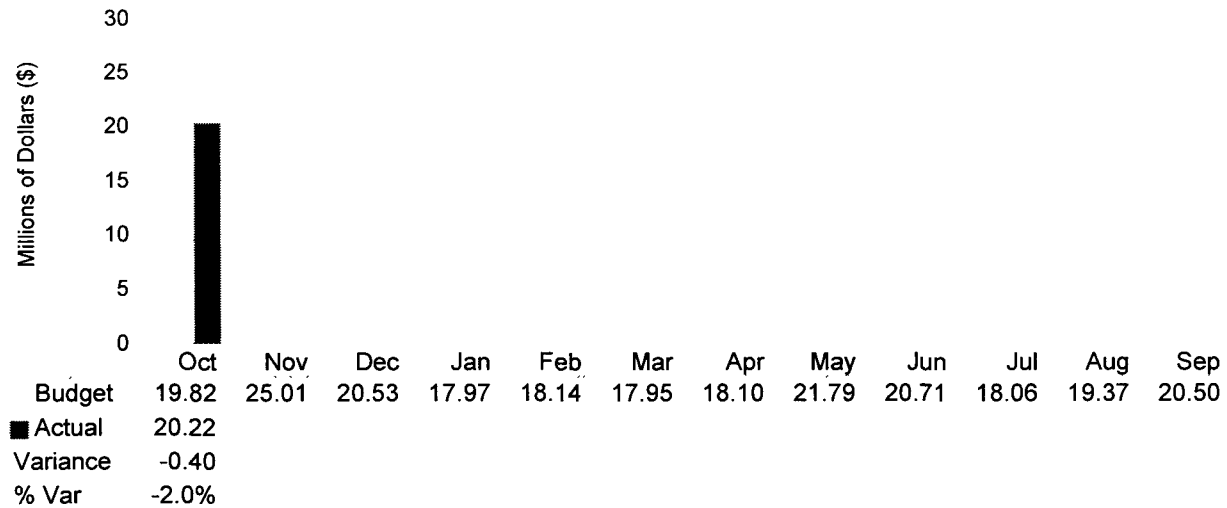 Millions of Dollars ($)
30
25
20
15
10
5
0
Oct Nov Dec Jan Feb Mar Apr May Jun Jul Aug Sep
Budget 19.82 25.01 20.53 17.97 18.14 17.95 18.10 21.79 20.71 18.06 19.37 20.50
Actual 20.22
Variance -0.40
% Var -2.0%